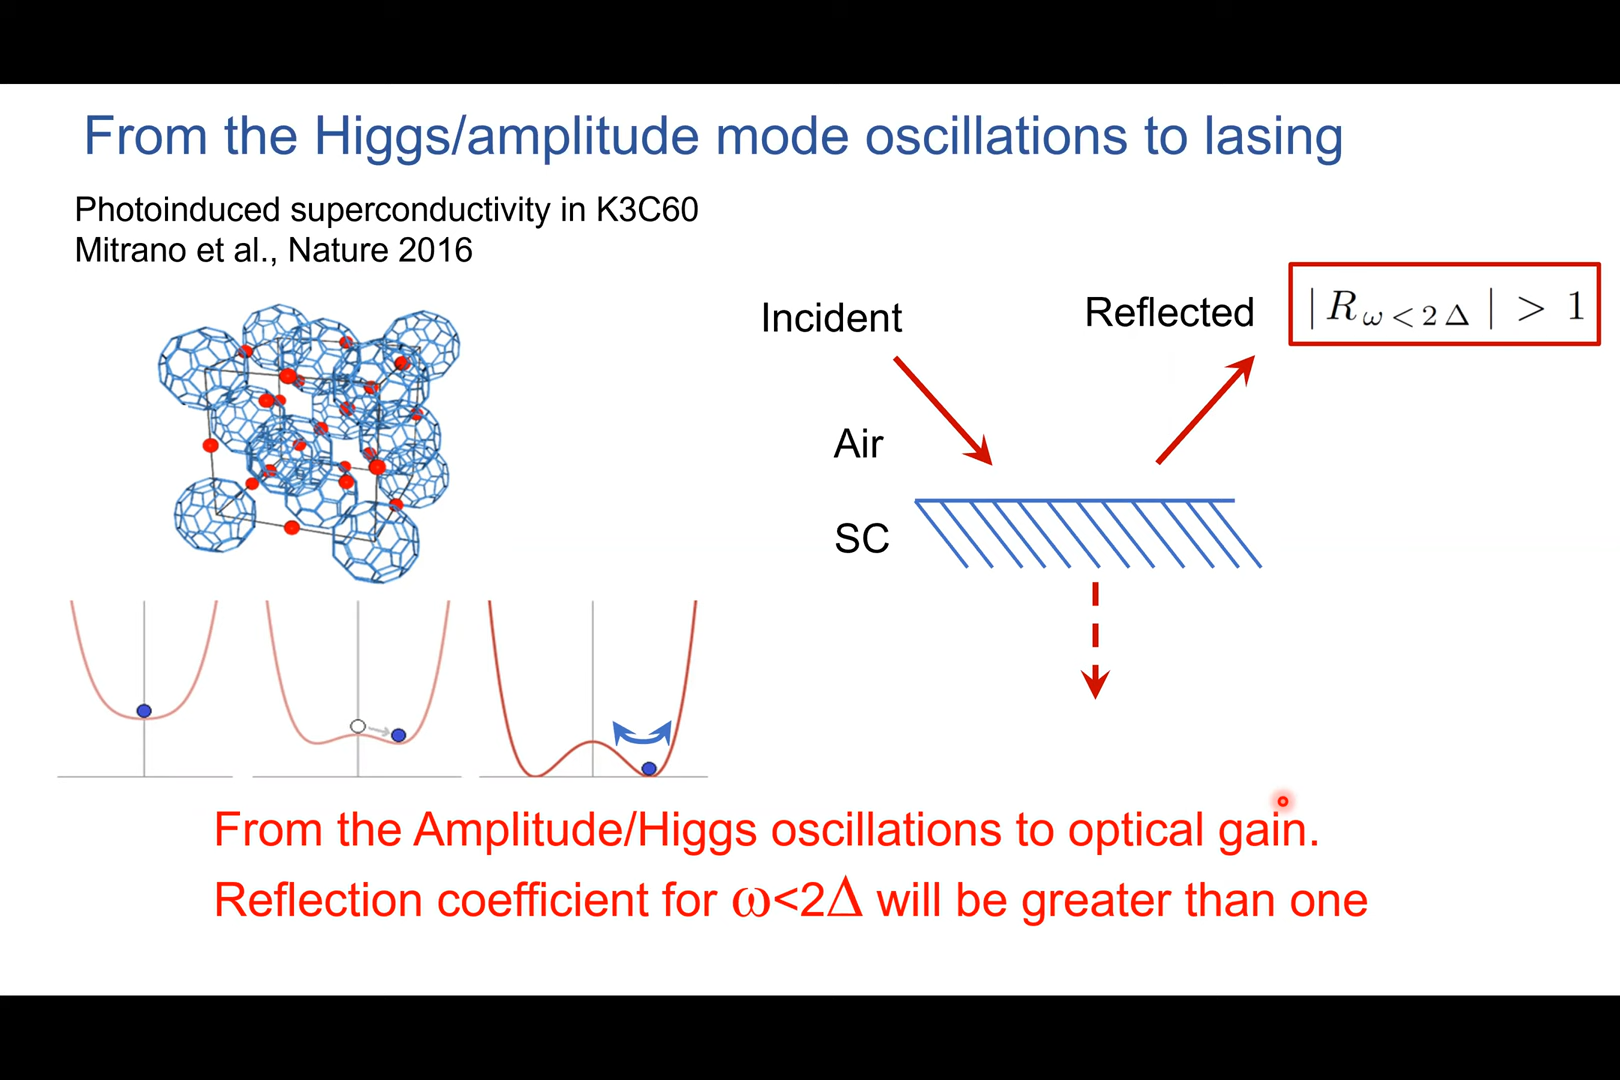 From the Higgs/amplitude mode oscillations to lasing
Photoinduced superconductivity in K3C60
Mitrano et al., Nature 2016
Incident
Reflected
|R_{ω<2Δ}| > 1
Air
SC
From the Amplitude/Higgs oscillations to optical gain.
Reflection coefficient for ω<2Δ will be greater than one